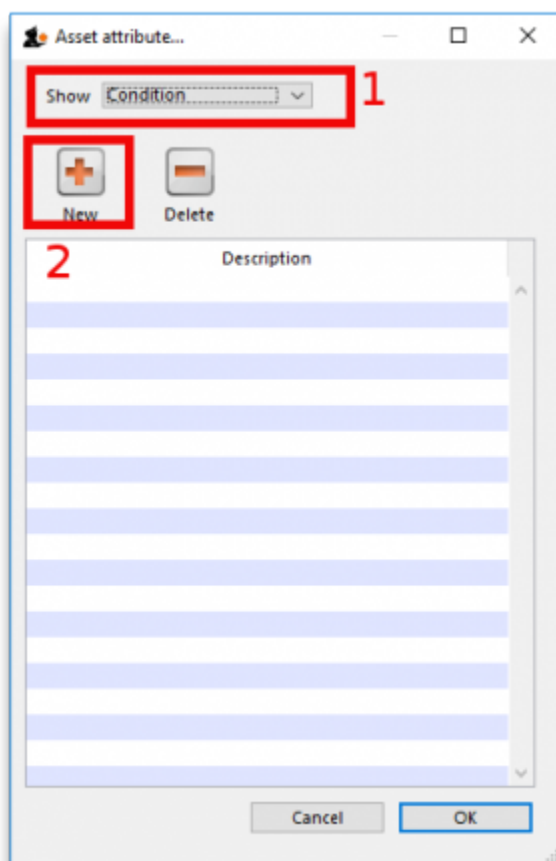 Asset attribute...
Show Condition 1
New Delete
2
Description
Cancel OK